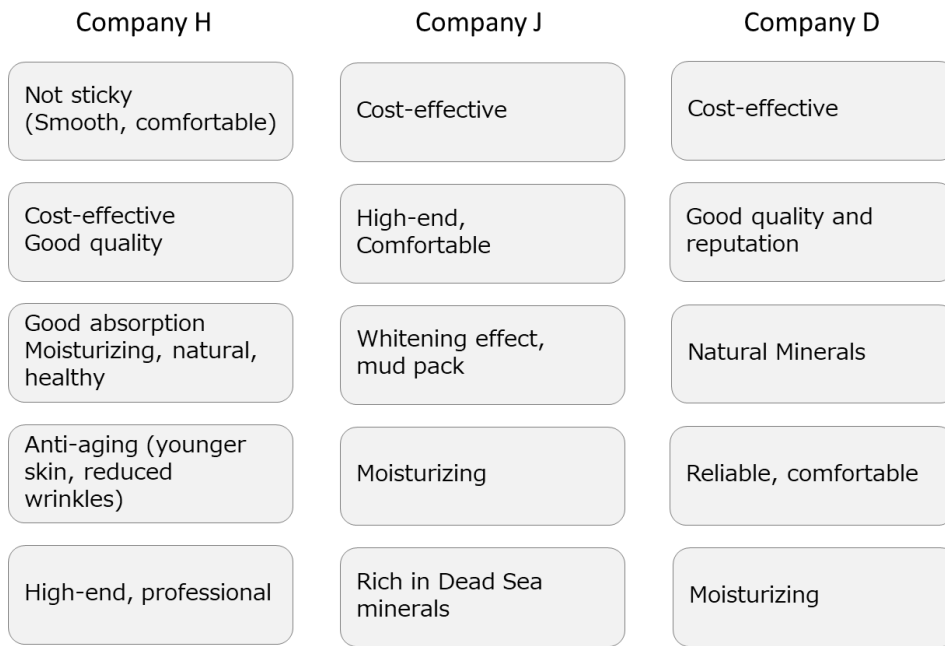 Company H
Not sticky
(Smooth, comfortable)
Cost-effective
Good quality
Good absorption
Moisturizing, natural,
healthy
Anti-aging (younger
skin, reduced
wrinkles)
High-end, professional
Company J
Cost-effective
High-end,
Comfortable
Whitening effect,
mud pack
Moisturizing
Rich in Dead Sea
minerals
Company D
Cost-effective
Good quality and
reputation
Natural Minerals
Reliable, comfortable
Moisturizing